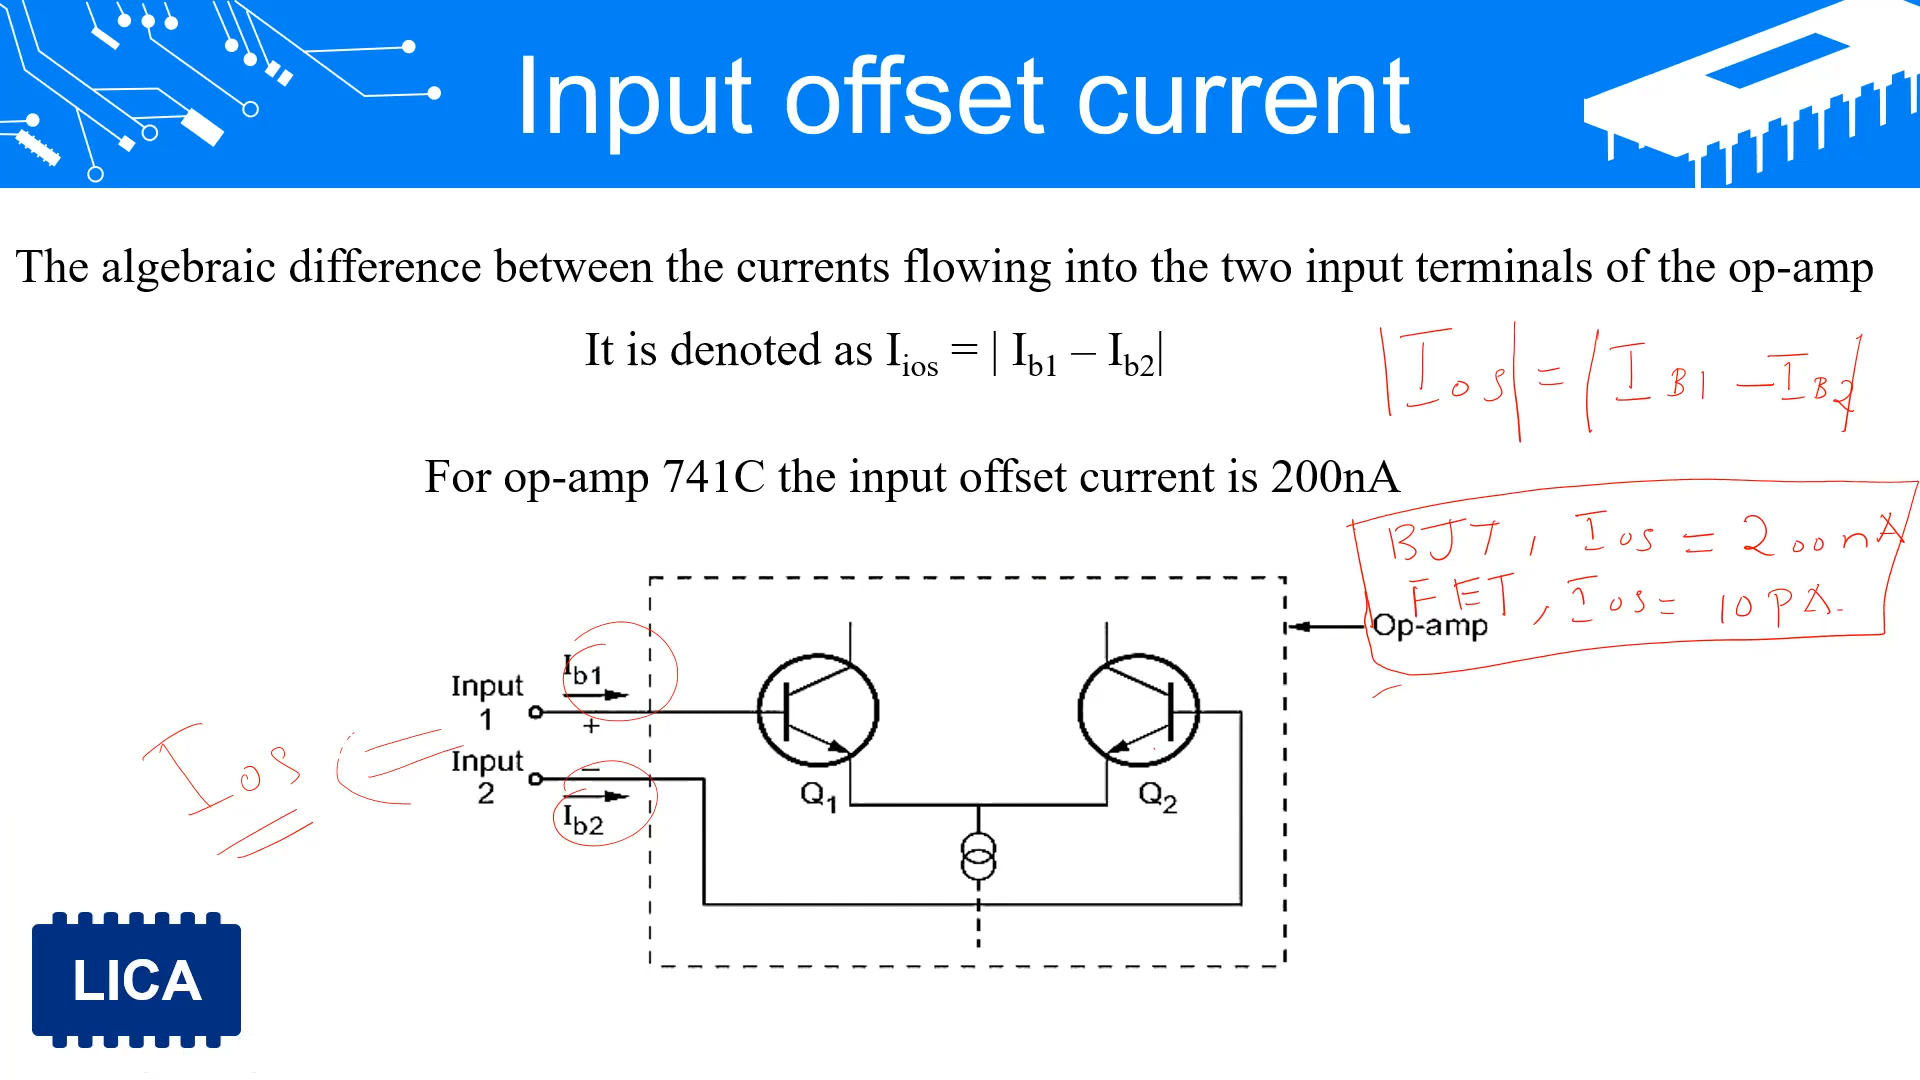 Input offset current
The algebraic difference between the currents flowing into the two input terminals of the op-amp
It is denoted as Iios = | Ib1 – Ib2|
|Ios| = |IB1 – IB2|
For op-amp 741C the input offset current is 200nA
BJT, Ios = 200nA
FET, Ios = 10PA.
Op-amp
Ib1
Input
1
+
Ios =
Input
2
–
Ib2
Q1
Q2
LICA